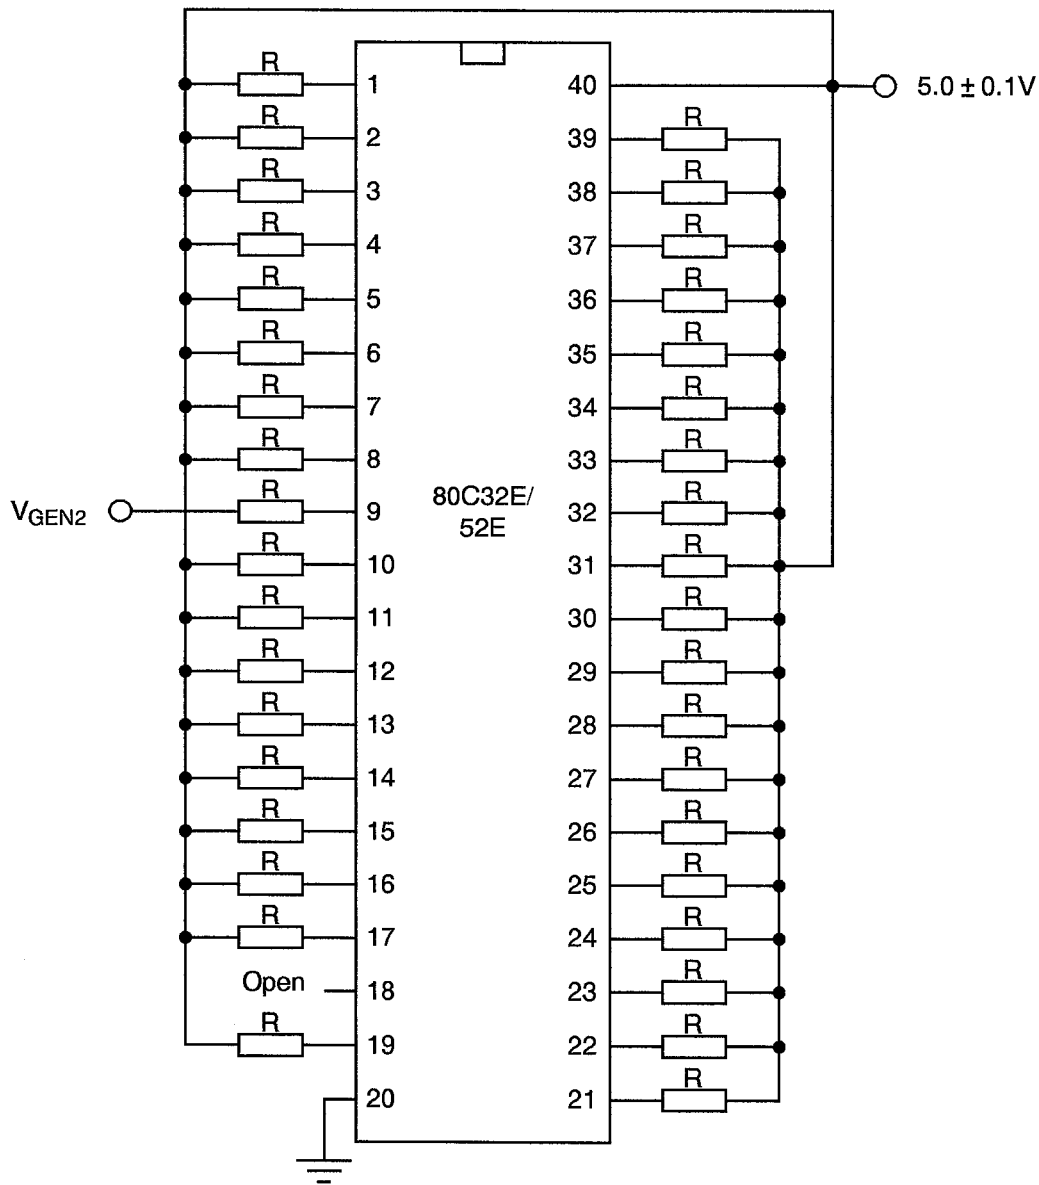 R 1 40 5.0 ± 0.1V
R 2 39 R
R 3 38 R
R 4 37 R
R 5 36 R
R 6 35 R
R 7 34 R
R 8 33 R
VGEN2 R 9 80C32E/ 32 R
52E
R 10 31 R
R 11 30 R
R 12 29 R
R 13 28 R
R 14 27 R
R 15 26 R
R 16 25 R
R 17 24 R
Open 18 23 R
R 19 22 R
20 21 R